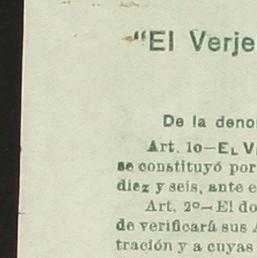 "El Verje
De la deno
Art. 1o—EL V
se constituyó por
diez y seis, ante e
Art. 2o—El do
de verificará sus
tración y a cuyas